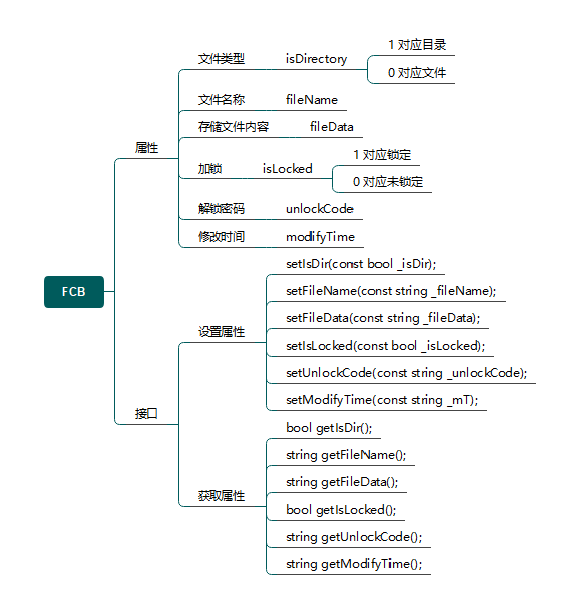 FCB
属性
文件类型 isDirectory
1 对应目录
0 对应文件
文件名称 fileName
存储文件内容 fileData
加锁 isLocked
1 对应锁定
0 对应未锁定
解锁密码 unlockCode
修改时间 modifyTime
接口
设置属性
setIsDir(const bool _isDir);
setFileName(const string _fileName);
setFileData(const string _fileData);
setIsLocked(const bool _isLocked);
setUnlockCode(const string _unlockCode);
setModifyTime(const string _mT);
获取属性
bool getIsDir();
string getFileName();
string getFileData();
bool getIsLocked();
string getUnlockCode();
string getModifyTime();